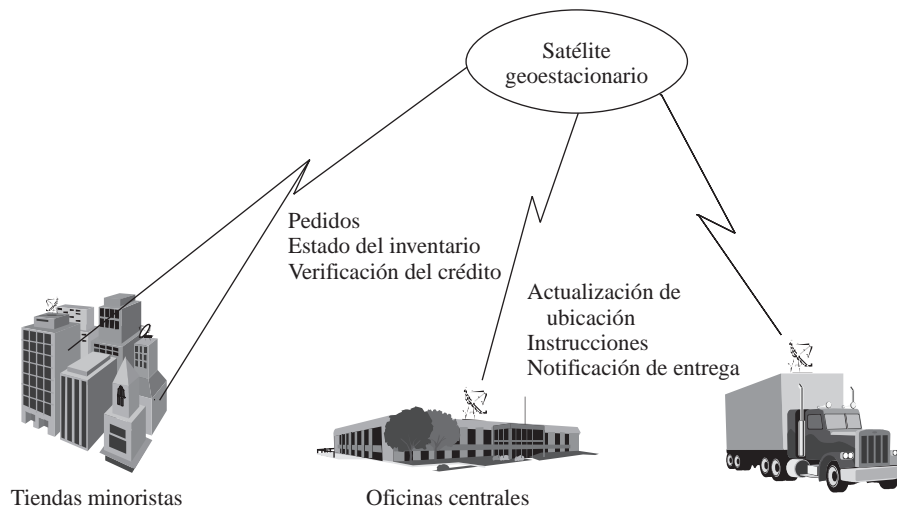 Satélite
geoestacionario
Pedidos
Estado del inventario
Verificación del crédito
Actualización de
ubicación
Instrucciones
Notificación de entrega
Tiendas minoristas
Oficinas centrales